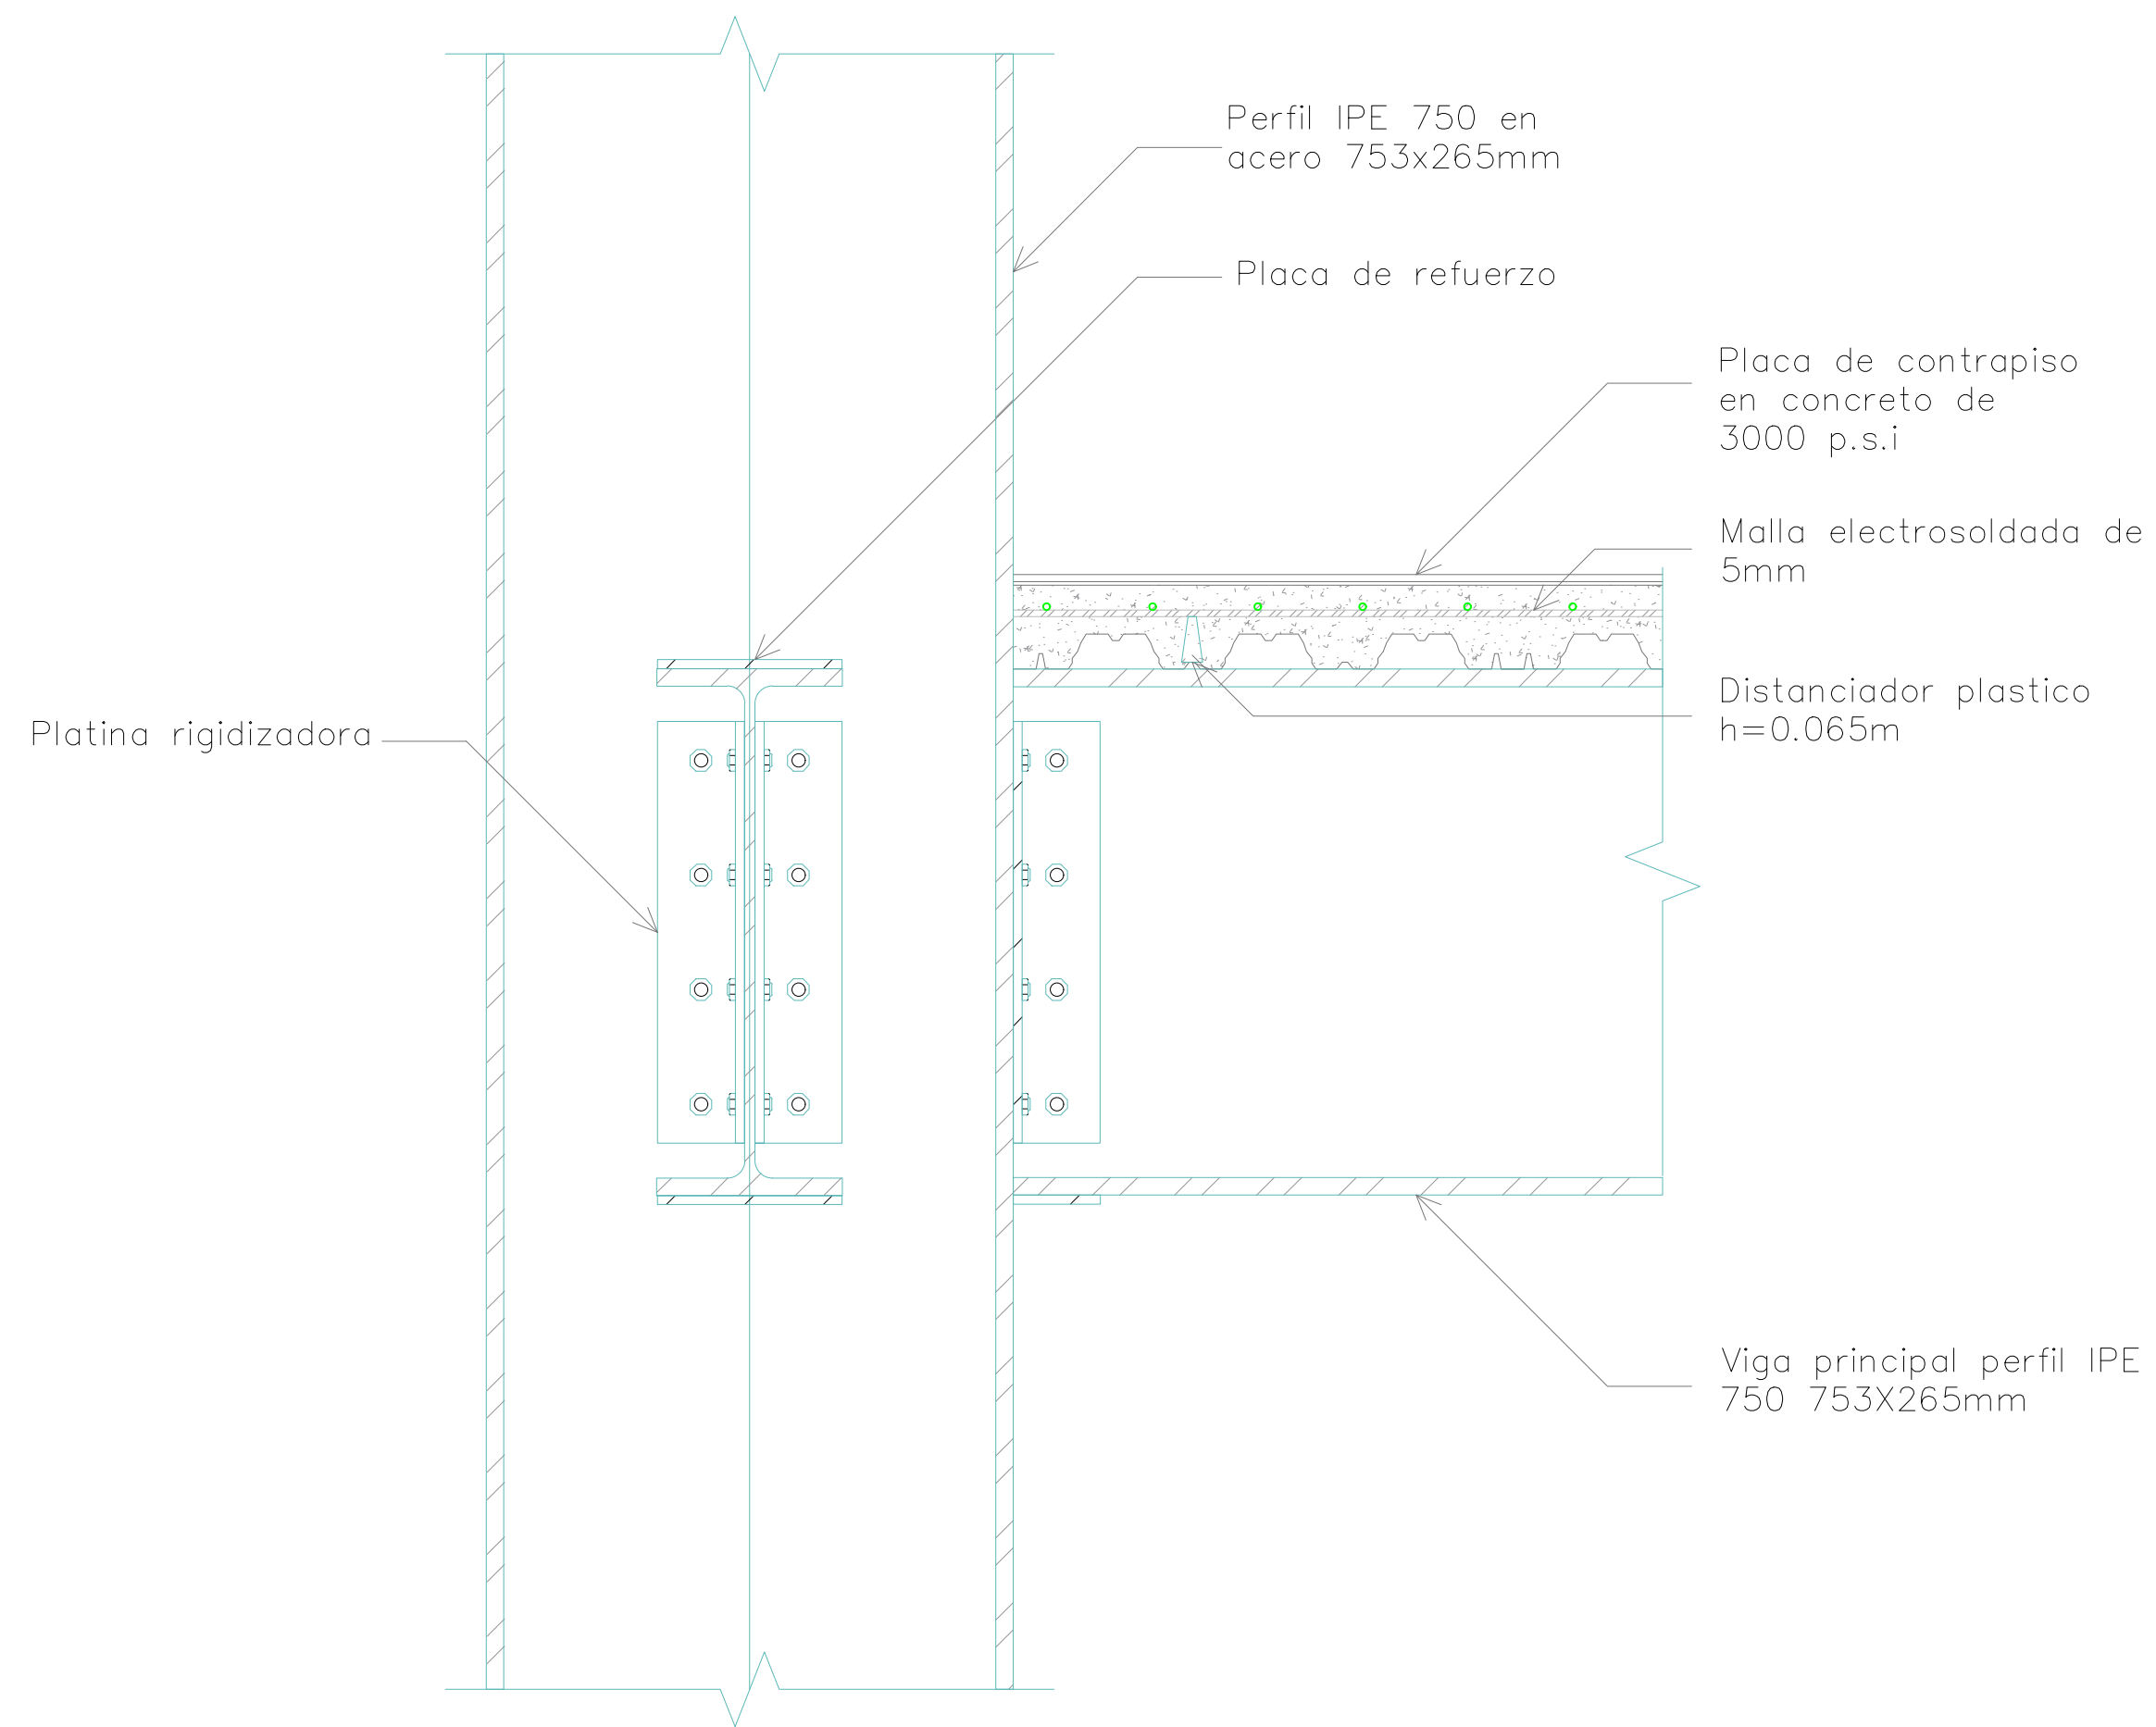 Perfil IPE 750 en
acero 753x265mm
Placa de refuerzo
Placa de contrapiso
en concreto de
3000 p.s.i
Malla electrosoldada de
5mm
Distanciador plastico
h=0.065m
Platina rigidizadora
Viga principal perfil IPE
750 753X265mm